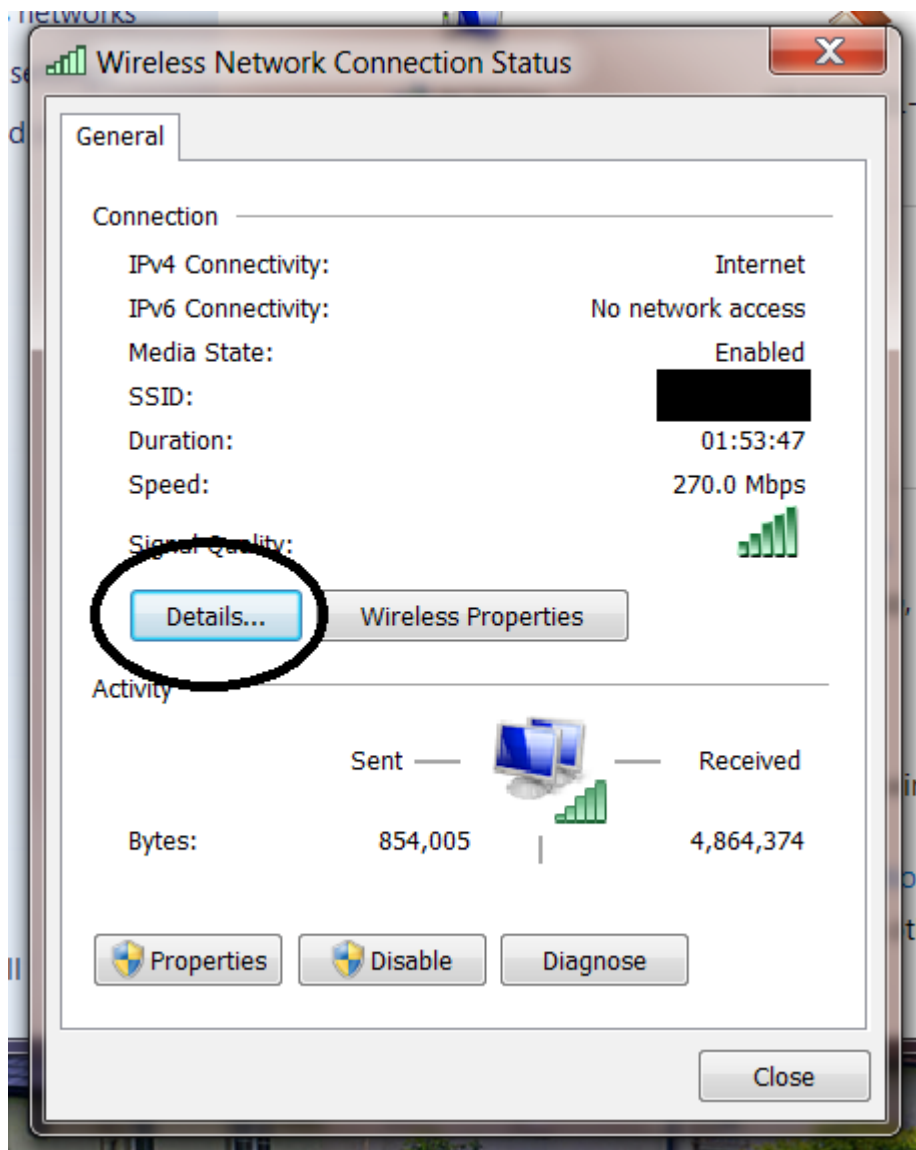 networks
Wireless Network Connection Status
General
Connection
IPv4 Connectivity: Internet
IPv6 Connectivity: No network access
Media State: Enabled
SSID:
Duration: 01:53:47
Speed: 270.0 Mbps
Signal Quality:
Details... Wireless Properties
Activity
Sent Received
Bytes: 854,005 4,864,374
Properties Disable Diagnose
Close